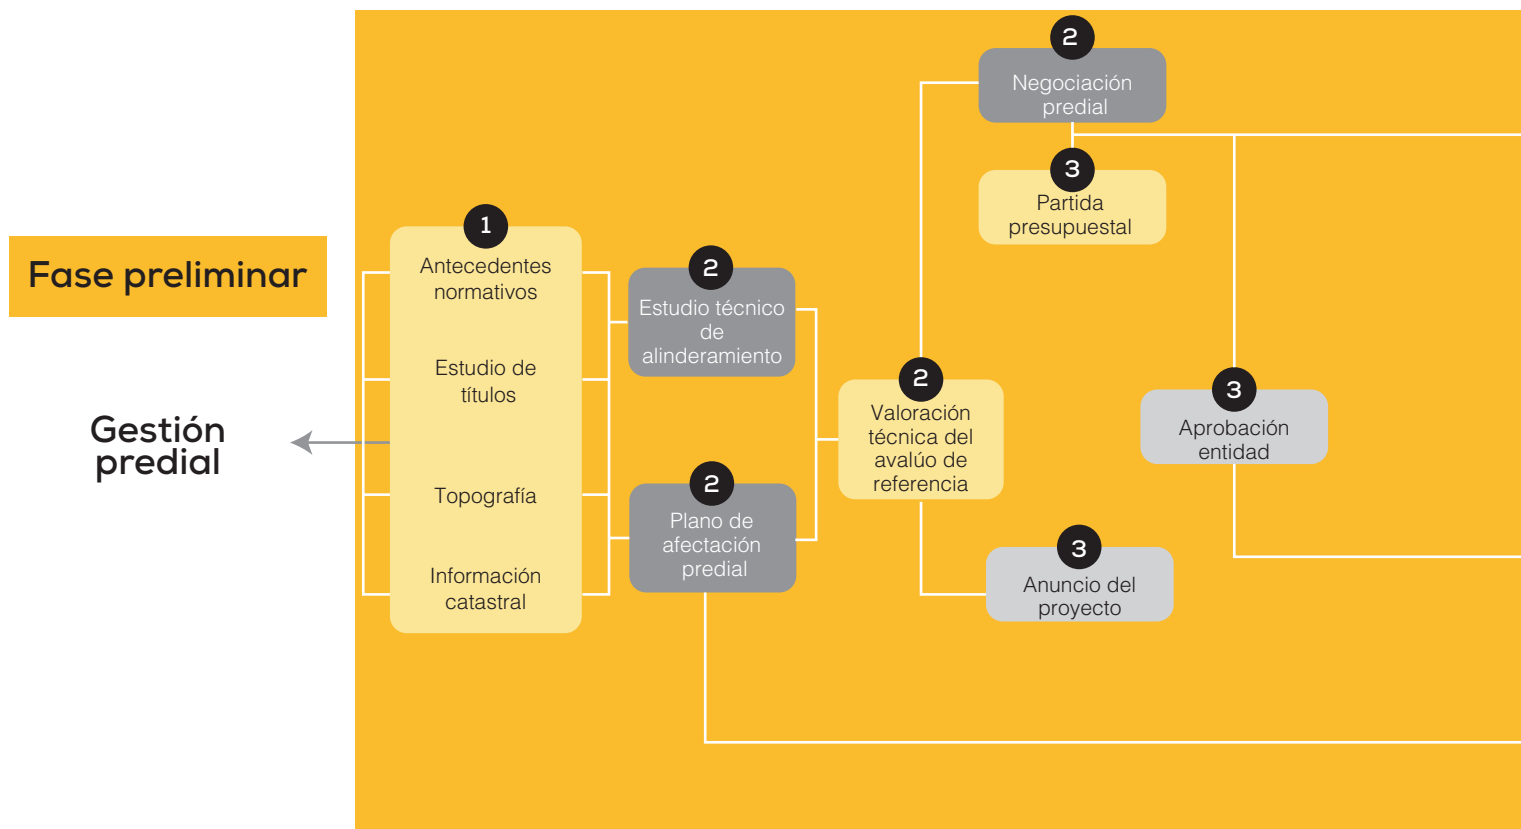 Fase preliminar
Gestión
predial
1
Antecedentes
normativos
Estudio de
títulos
Topografía
Información
catastral
2
Estudio técnico
de
alinderamiento
2
Plano de
afectación
predial
2
Valoración
técnica del
avalúo de
referencia
2
Negociación
predial
3
Partida
presupuestal
3
Aprobación
entidad
3
Anuncio del
proyecto